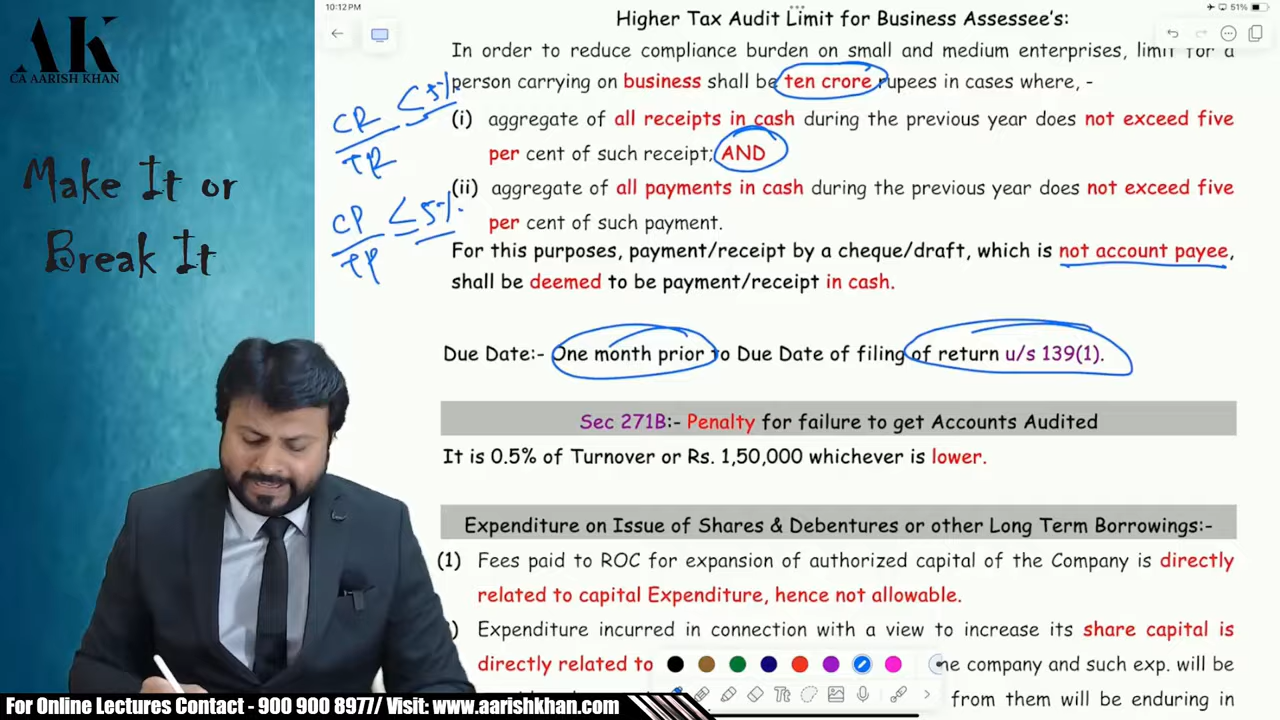 10:12 PM
51%
AK
CA AARISH KHAN
Make It or
Break It
Higher Tax Audit Limit for Business Assessee's:
In order to reduce compliance burden on small and medium enterprises, limit for a
person carrying on business shall be ten crore rupees in cases where, -
CR
TR
≤ 5%
(i) aggregate of all receipts in cash during the previous year does not exceed five
per cent of such receipt; AND
(ii) aggregate of all payments in cash during the previous year does not exceed five
per cent of such payment.
CP
TP
≤ 5%.
For this purposes, payment/receipt by a cheque/draft, which is not account payee,
shall be deemed to be payment/receipt in cash.
Due Date:- One month prior to Due Date of filing of return u/s 139(1).
Sec 271B:- Penalty for failure to get Accounts Audited
It is 0.5% of Turnover or Rs. 1,50,000 whichever is lower.
Expenditure on Issue of Shares & Debentures or other Long Term Borrowings:-
(1) Fees paid to ROC for expansion of authorized capital of the Company is directly
related to capital Expenditure, hence not allowable.
) Expenditure incurred in connection with a view to increase its share capital is
directly related to ne company and such exp. will be
from them will be enduring in
Tt
For Online Lectures Contact - 900 900 8977/ Visit: www.aarishkhan.com